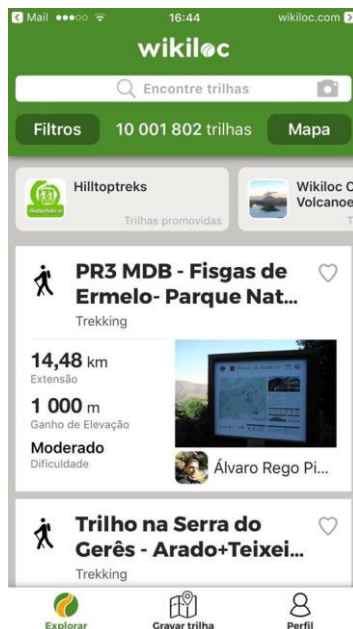 Mail 16:44 wikiloc.com
wikiloc
Encontre trilhas
Filtros 10 001 802 trilhas Mapa
Hilltoptreks
Trilhas promovidas
Wikiloc
Volcanoe
PR3 MDB - Fisgas de
Ermelo- Parque Nat...
Trekking
14,48 km
Extensão
1 000 m
Ganho de Elevação
Moderado
Dificuldade
Álvaro Rego Pi...
Trilho na Serra do
Gerês - Arado+Teixei...
Trekking
Explorar Gravar trilha Perfil